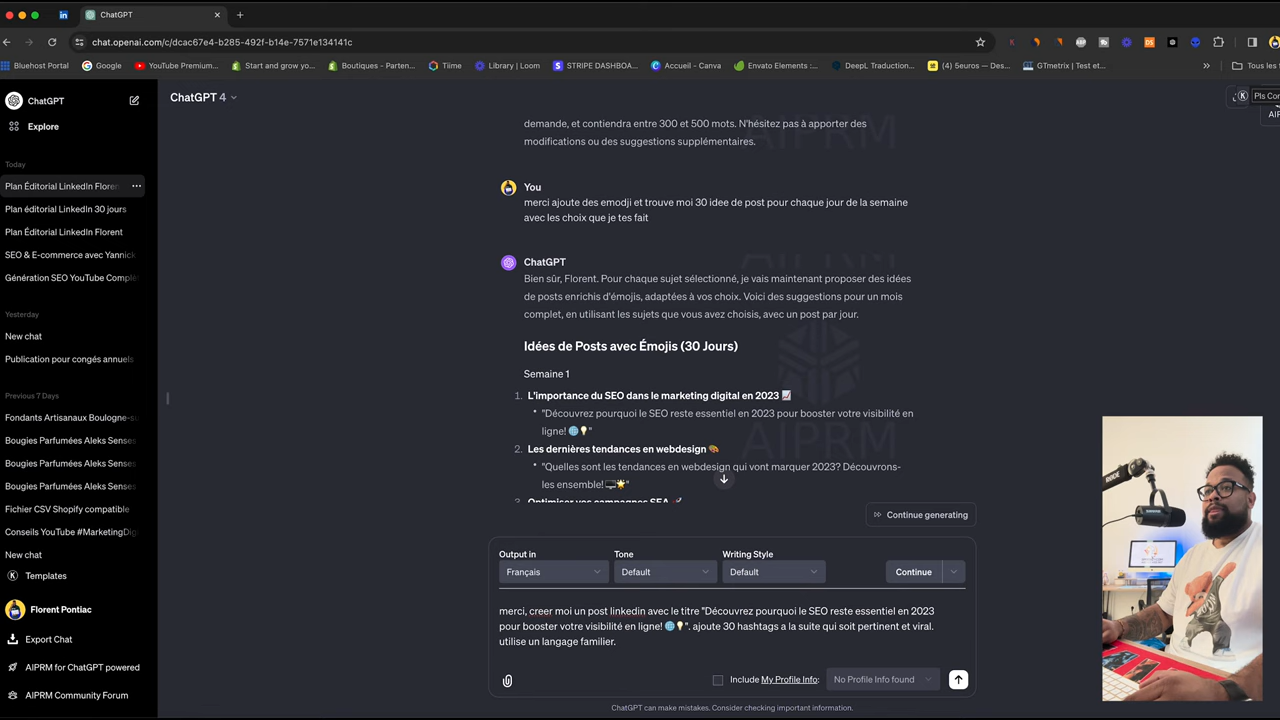 ChatGPT
chat.openai.com/c/dcac67e4-b285-492f-b14e-7571e134141c
Bluehost Portal
Google
YouTube Premium...
Start and grow yo...
Boutiques - Parten...
Tiime
Library | Loom
STRIPE DASHBOA...
Accueil - Canva
Envato Elements :...
DeepL Traduction...
(4) 5euros — Des...
GTmetrix | Test et...
Tous les
ChatGPT
Explore
Today
Plan Éditorial LinkedIn Floren
Plan éditorial LinkedIn 30 jours
Plan Éditorial LinkedIn Florent
SEO & E-commerce avec Yannick
Génération SEO YouTube Complè
Yesterday
New chat
Publication pour congés annuels
Previous 7 Days
Fondants Artisanaux Boulogne-su
Bougies Parfumées Aleks Senses
Bougies Parfumées Aleks Senses
Bougies Parfumées Aleks Senses
Fichier CSV Shopify compatible
Conseils YouTube #MarketingDig
New chat
Templates
Florent Pontiac
Export Chat
AIPRM for ChatGPT powered
AIPRM Community Forum
ChatGPT 4
Pls Con
AIP
demande, et contiendra entre 300 et 500 mots. N'hésitez pas à apporter des
modifications ou des suggestions supplémentaires.
AIPRM
You
merci ajoute des emodji et trouve moi 30 idee de post pour chaque jour de la semaine
avec les choix que je tes fait
ChatGPT
Bien sûr, Florent. Pour chaque sujet sélectionné, je vais maintenant proposer des idées
de posts enrichis d'émojis, adaptées à vos choix. Voici des suggestions pour un mois
complet, en utilisant les sujets que vous avez choisis, avec un post par jour.
Idées de Posts avec Émojis (30 Jours)
Semaine 1
1. L'importance du SEO dans le marketing digital en 2023 📈
• "Découvrez pourquoi le SEO reste essentiel en 2023 pour booster votre visibilité en
ligne! 🌐💡"
AIPRM
2. Les dernières tendances en webdesign 🎨
• "Quelles sont les tendances en webdesign qui vont marquer 2023? Découvrons-
les ensemble!🖥️🌟"
3. Optimiser vos campagnes SEA 🚀
Continue generating
Output in
Tone
Writing Style
Français
Default
Default
Continue
merci, creer moi un post linkedin avec le titre "Découvrez pourquoi le SEO reste essentiel en 2023
pour booster votre visibilité en ligne! 🌐💡". ajoute 30 hashtags a la suite qui soit pertinent et viral.
utilise un langage familier.
Include My Profile Info:
No Profile Info found
ChatGPT can make mistakes. Consider checking important information.